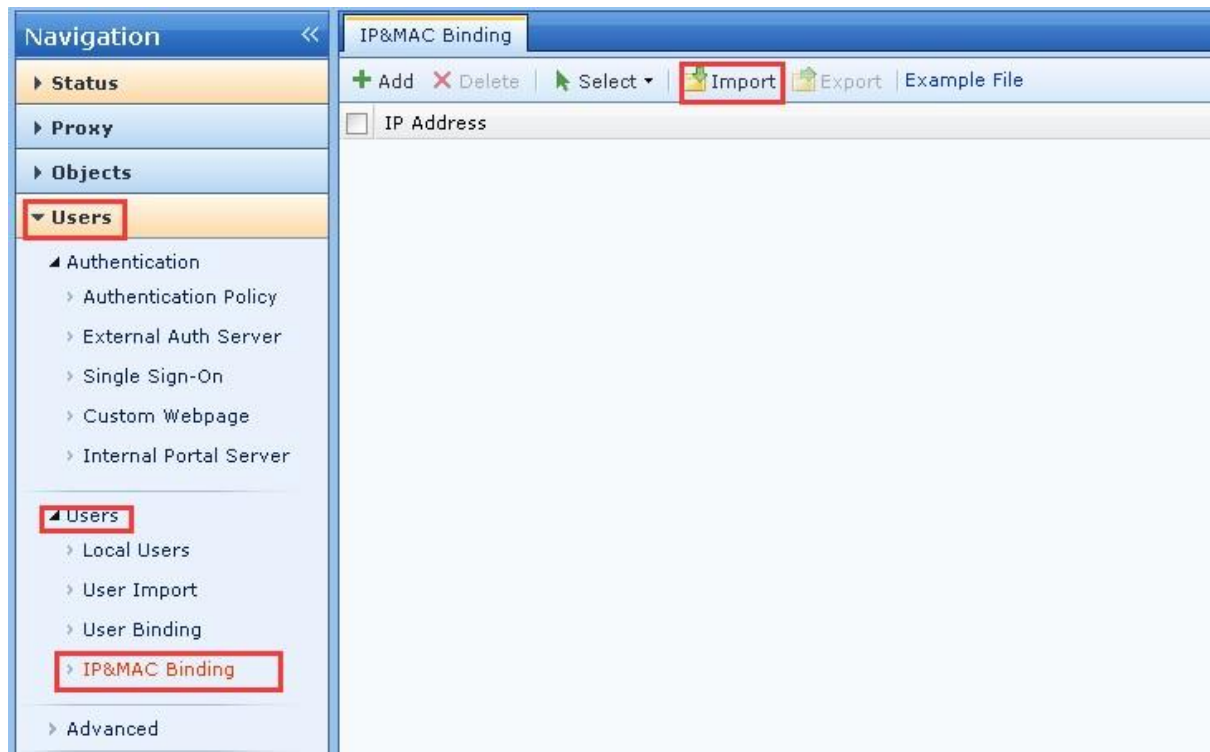 Navigation
Status
Proxy
Objects
Users
Authentication
Authentication Policy
External Auth Server
Single Sign-On
Custom Webpage
Internal Portal Server
Users
Local Users
User Import
User Binding
IP&MAC Binding
Advanced
IP&MAC Binding
Add Delete Select Import Export Example File
IP Address